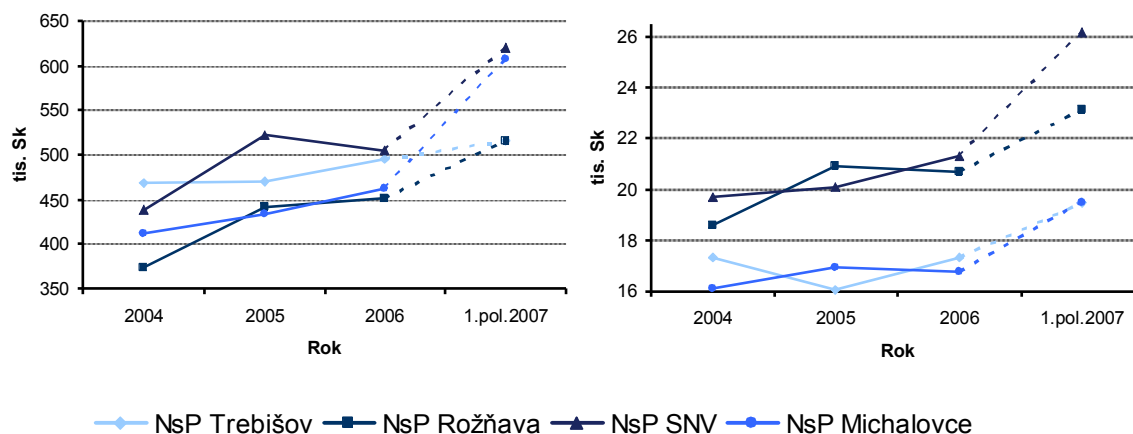 650
600
550
500
450
400
350
tis. Sk
2004 2005 2006 1.pol.2007
Rok
26
24
22
20
18
16
tis. Sk
2004 2005 2006 1.pol.2007
Rok
NsP Trebišov NsP Rožňava NsP SNV NsP Michalovce